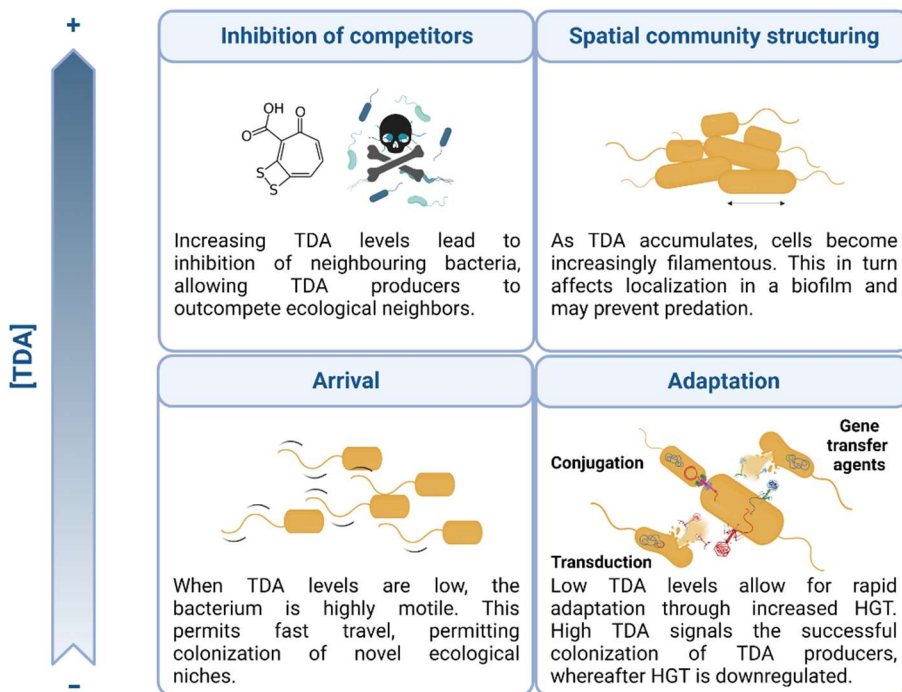 +
[TDA]
–
Inhibition of competitors
OH
O
O
S
S
Increasing TDA levels lead to
inhibition of neighbouring bacteria,
allowing TDA producers to
outcompete ecological neighbors.
Spatial community structuring
As TDA accumulates, cells become
increasingly filamentous. This in turn
affects localization in a biofilm and
may prevent predation.
Arrival
When TDA levels are low, the
bacterium is highly motile. This
permits fast travel, permitting
colonization of novel ecological
niches.
Adaptation
Conjugation
Gene
transfer
agents
Transduction
Low TDA levels allow for rapid
adaptation through increased HGT.
High TDA signals the successful
colonization of TDA producers,
whereafter HGT is downregulated.